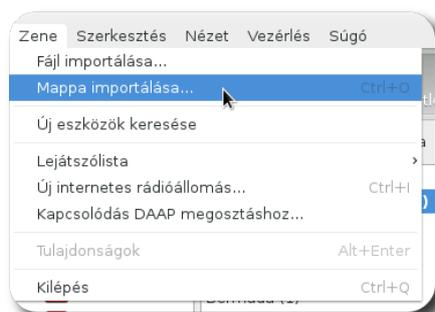 Zene Szerkesztés Nézet Vezérlés Súgó
Fájl importálása...
Mappa importálása... Ctrl+O
Új eszközök keresése
Lejátszólista
Új internetes rádióállomás... Ctrl+I
Kapcsolódás DAAP megosztáshoz...
Tulajdonságok Alt+Enter
Kilépés Ctrl+Q